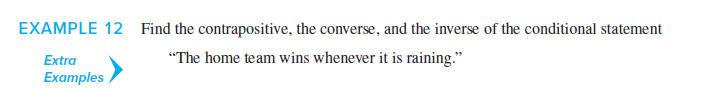 EXAMPLE 12 Find the contrapositive, the converse, and the inverse of the conditional statement
Extra
Examples
“The home team wins whenever it is raining.”